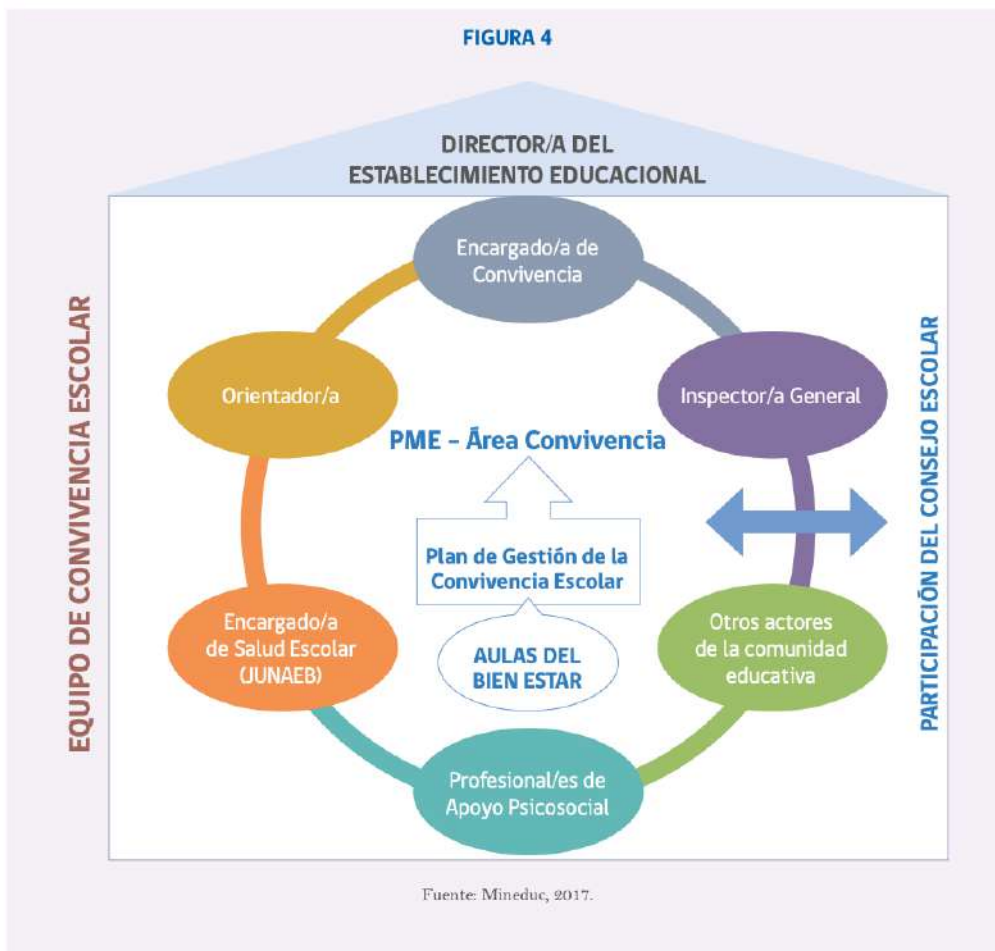 FIGURA 4
DIRECTOR/A DEL
ESTABLECIMIENTO EDUCACIONAL
EQUIPO DE CONVIVENCIA ESCOLAR
Encargado/a de
Convivencia
Orientador/a
Inspector/a General
PME – Área Convivencia
Plan de Gestión de la
Convivencia Escolar
AULAS DEL
BIEN ESTAR
Encargado/a
de Salud Escolar
(JUNAEB)
Otros actores
de la comunidad
educativa
Profesional/es de
Apoyo Psicosocial
PARTICIPACIÓN DEL CONSEJO ESCOLAR
Fuente: Mineduc, 2017.